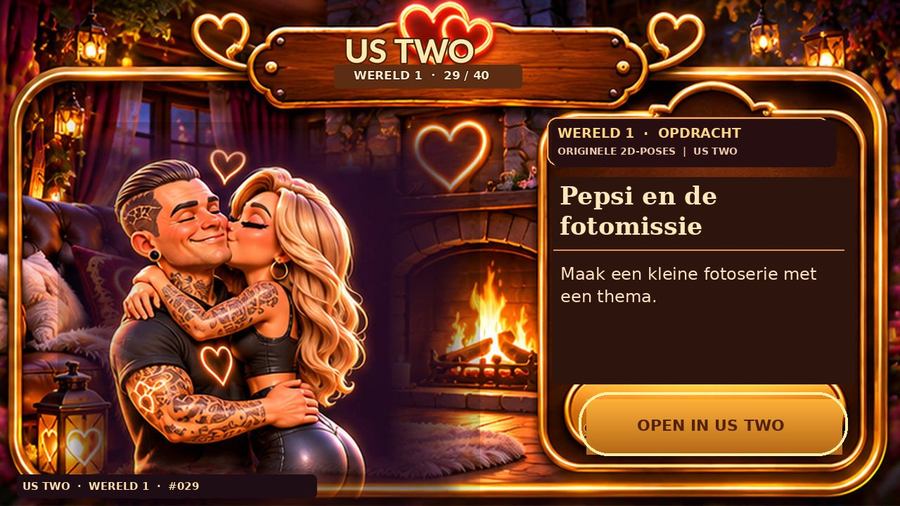 US TWO
WERELD 1 · 29 / 40
WERELD 1 · OPDRACHT
ORIGINELE 2D-POSES | US TWO
Pepsi en de
fotomissie
Maak een kleine fotoserie met
een thema.
OPEN IN US TWO
US TWO · WERELD 1 · #029